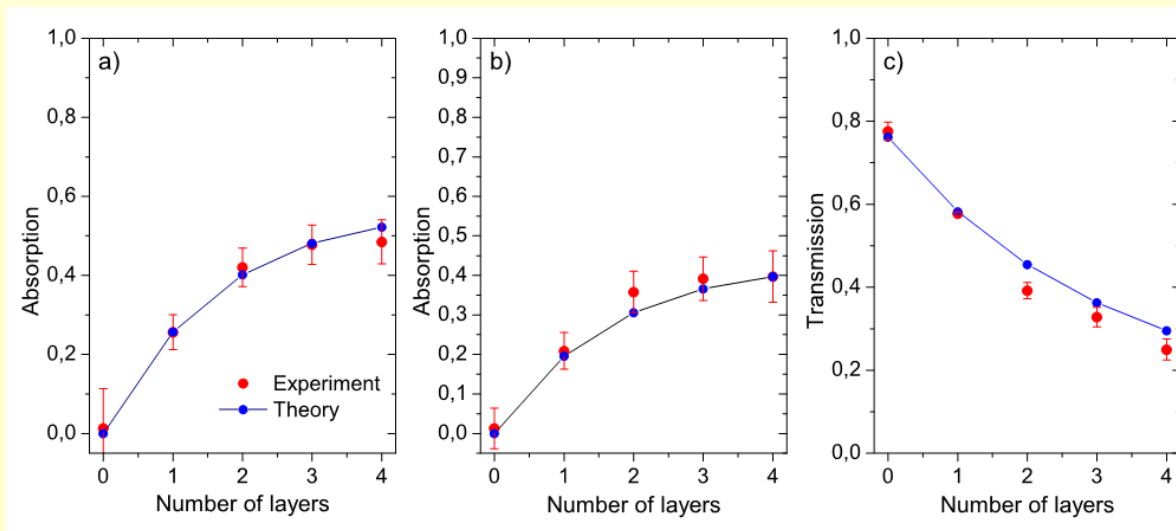 a)
1,0
0,8
0,6
0,4
0,2
0,0
Absorption
Experiment
Theory
0 1 2 3 4
Number of layers
b)
1,0
0,9
0,8
0,7
0,6
0,5
0,4
0,3
0,2
0,1
0,0
Absorption
0 1 2 3 4
Number of layers
c)
1,0
0,8
0,6
0,4
0,2
0,0
Transmission
0 1 2 3 4
Number of layers